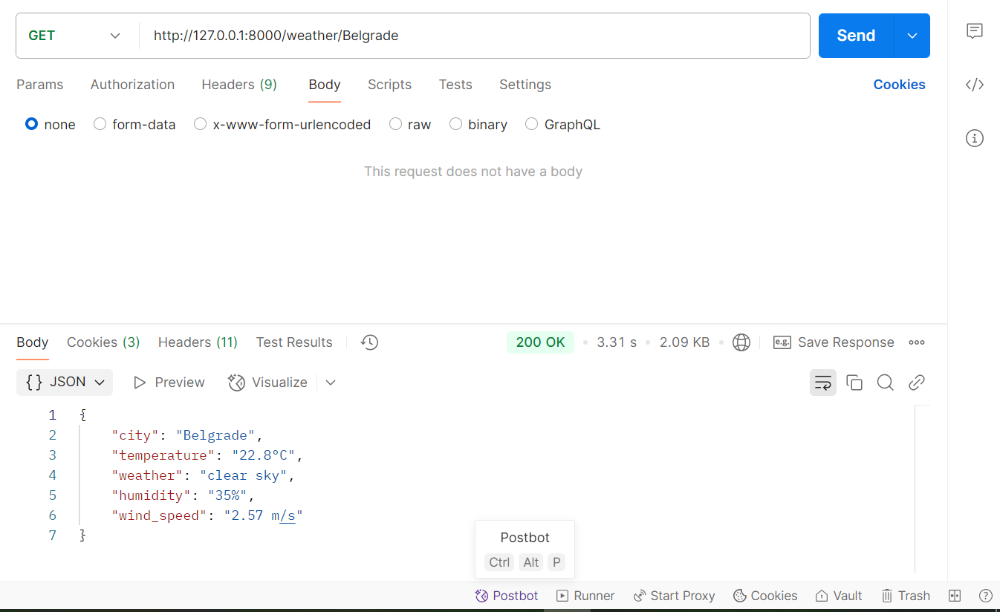 GET http://127.0.0.1:8000/weather/Belgrade Send
Params Authorization Headers (9) Body Scripts Tests Settings Cookies
none form-data x-www-form-urlencoded raw binary GraphQL
This request does not have a body
Body Cookies (3) Headers (11) Test Results 200 OK • 3.31 s • 2.09 KB • e.g. Save Response
{} JSON Preview Visualize
1 {
2 "city": "Belgrade",
3 "temperature": "22.8°C",
4 "weather": "clear sky",
5 "humidity": "35%",
6 "wind_speed": "2.57 m/s"
7 }
Postbot
Ctrl Alt P
Postbot Runner Start Proxy Cookies Vault Trash